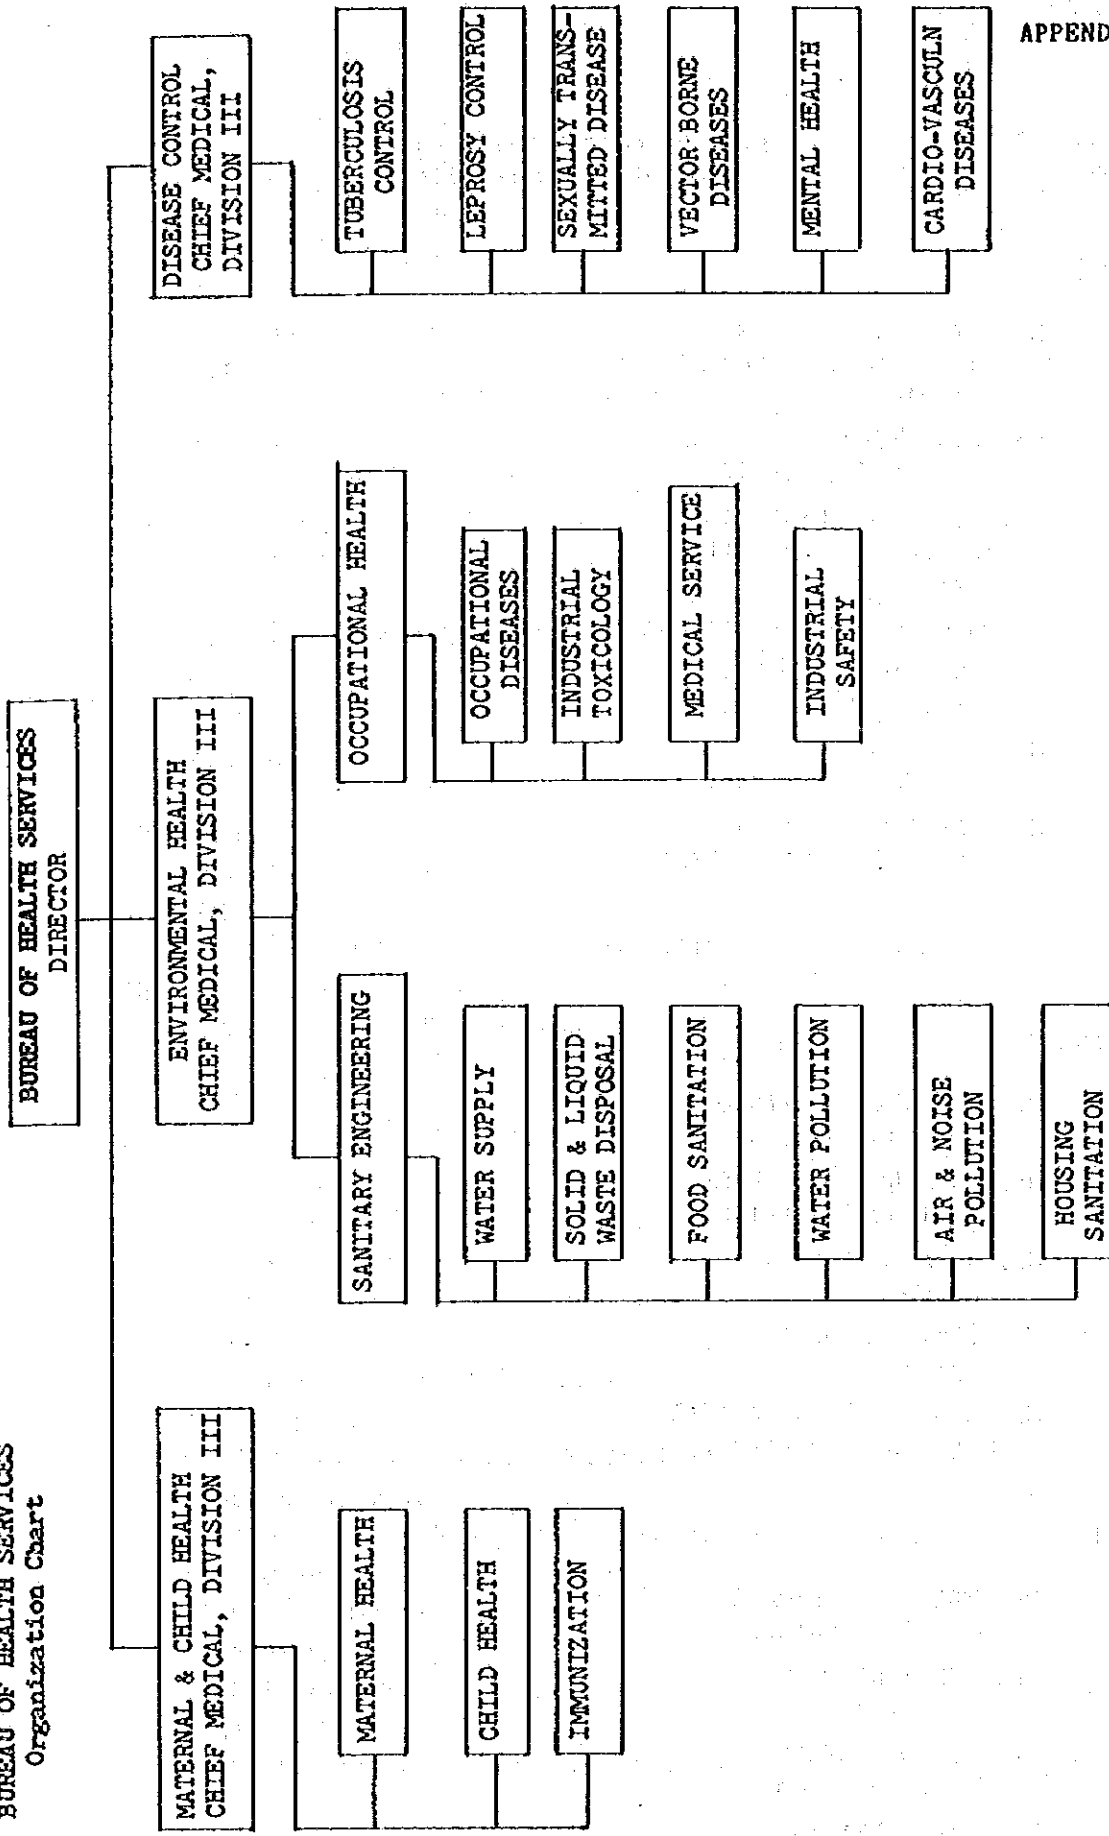 BUREAU OF HEALTH SERVICES
Organization Chart
BUREAU OF HEALTH SERVICES
DIRECTOR
MATERNAL & CHILD HEALTH
CHIEF MEDICAL, DIVISION III
MATERNAL HEALTH
CHILD HEALTH
IMMUNIZATION
ENVIRONMENTAL HEALTH
CHIEF MEDICAL, DIVISION III
SANITARY ENGINEERING
WATER SUPPLY
SOLID & LIQUID
WASTE DISPOSAL
FOOD SANITATION
WATER POLLUTION
AIR & NOISE
POLLUTION
HOUSING
SANITATION
OCCUPATIONAL HEALTH
OCCUPATIONAL
DISEASES
INDUSTRIAL
TOXICOLOGY
MEDICAL SERVICE
INDUSTRIAL
SAFETY
DISEASE CONTROL
CHIEF MEDICAL,
DIVISION III
TUBERCULOSIS
CONTROL
LEPROSY CONTROL
SEXUALLY TRANS-
MITTED DISEASE
VECTOR-BORNE
DISEASES
MENTAL HEALTH
CARDIO-VASCULN
DISEASES
APPEND